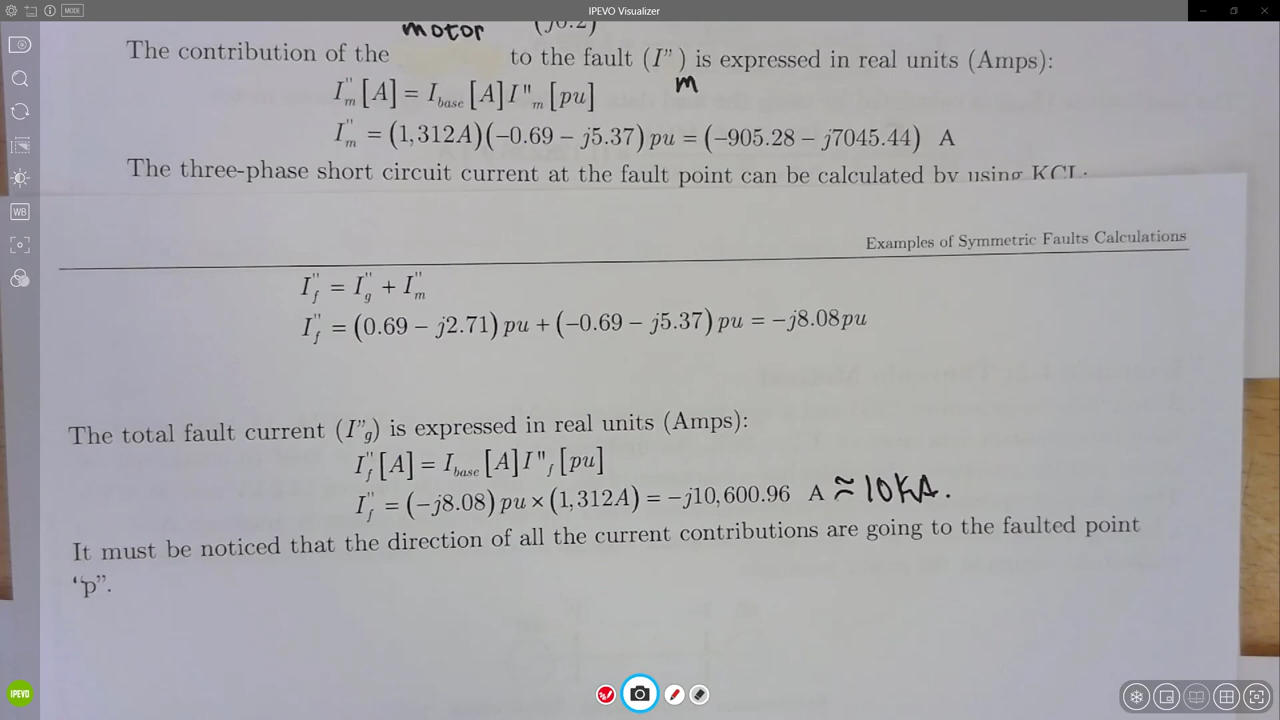 IPEVO Visualizer
MODE
motor (j0.2)
The contribution of the to the fault (I") is expressed in real units (Amps):
m
I"m [A] = Ibase [A] I"m [pu]
I"m = (1,312A)(−0.69 − j5.37) pu = (−905.28 − j7045.44) A
The three-phase short circuit current at the fault point can be calculated by using KCL:
WB
Examples of Symmetric Faults Calculations
I"f = I"g + I"m
I"f = (0.69 − j2.71) pu + (−0.69 − j5.37) pu = −j8.08 pu
The total fault current (I"g) is expressed in real units (Amps):
I"f [A] = Ibase [A] I"f [pu]
I"f = (−j8.08) pu × (1,312A) = −j10,600.96 A ≈ 10KA.
It must be noticed that the direction of all the current contributions are going to the faulted point
"p".
IPEVO